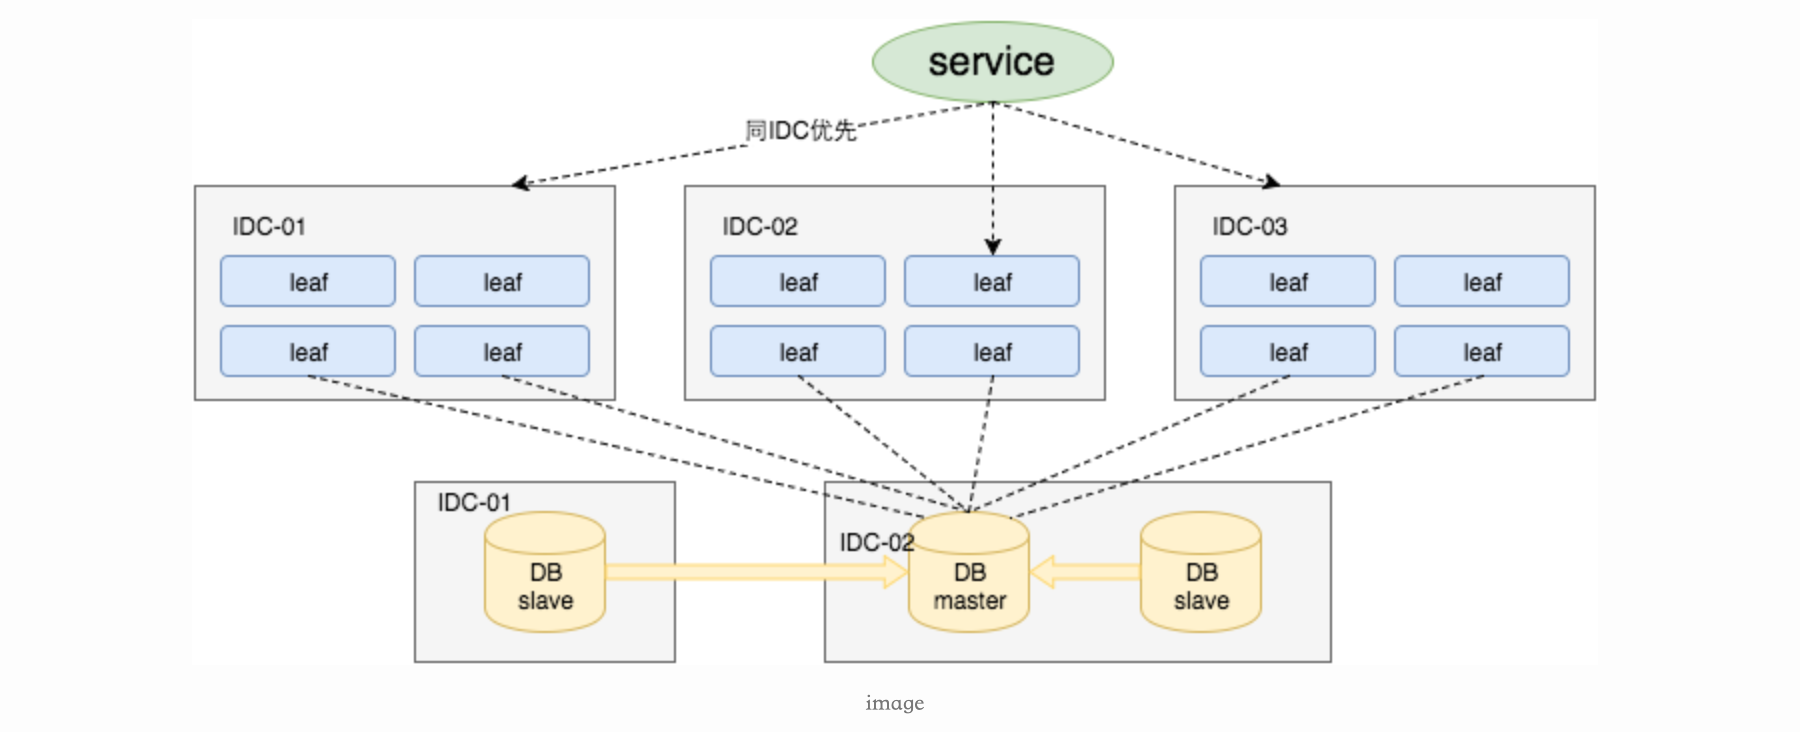 service
同IDC优先
IDC-01
IDC-02
IDC-03
leaf
leaf
leaf
leaf
leaf
leaf
leaf
leaf
leaf
leaf
leaf
leaf
IDC-01
IDC-02
DB
slave
DB
master
DB
slave
image